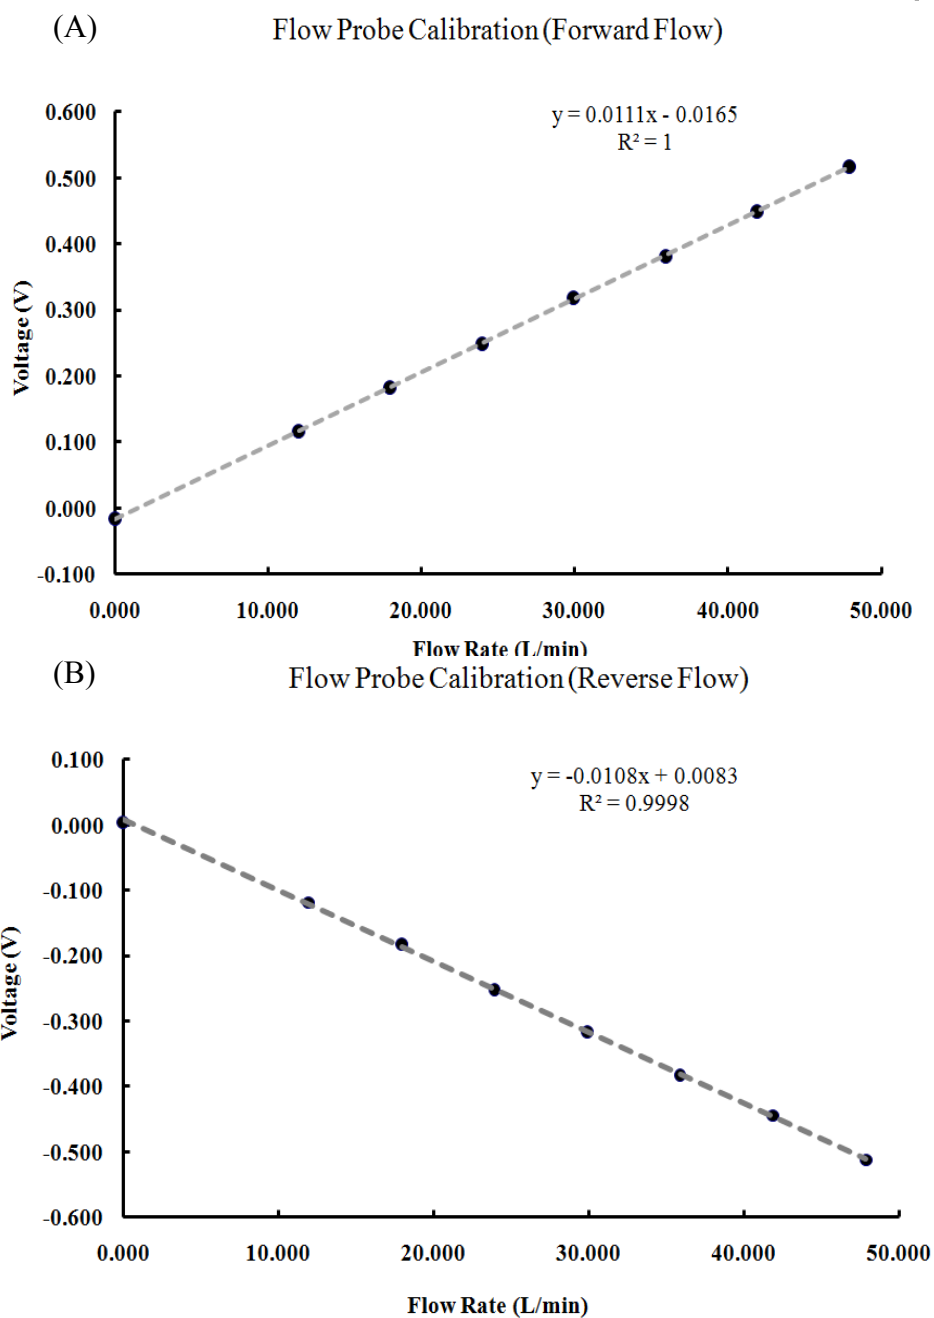 (A)
Flow Probe Calibration (Forward Flow)
y = 0.0111x - 0.0165
R² = 1
0.600
0.500
0.400
0.300
0.200
0.100
0.000
-0.100
Voltage (V)
0.000 10.000 20.000 30.000 40.000 50.000
Flow Rate (L/min)
(B)
Flow Probe Calibration (Reverse Flow)
y = -0.0108x + 0.0083
R² = 0.9998
0.100
0.000
-0.100
-0.200
-0.300
-0.400
-0.500
-0.600
Voltage (V)
0.000 10.000 20.000 30.000 40.000 50.000
Flow Rate (L/min)